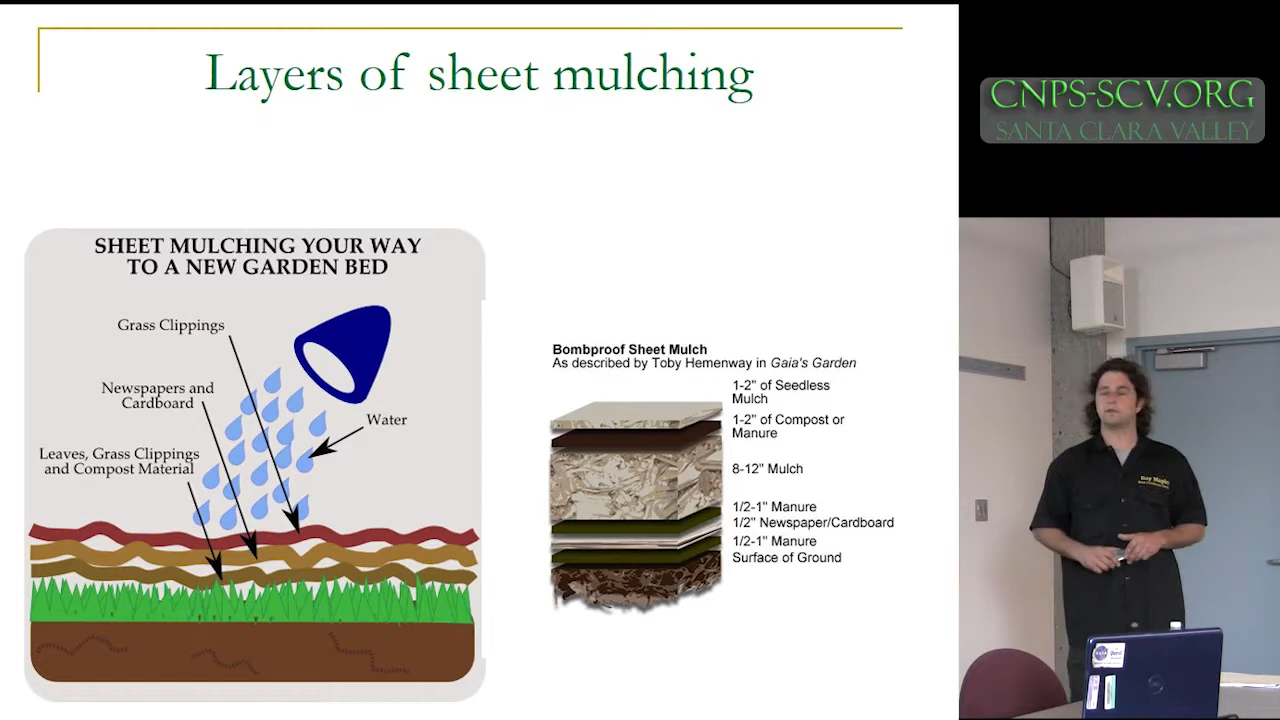 Layers of sheet mulching
CNPS-SCV.ORG
SANTA CLARA VALLEY
SHEET MULCHING YOUR WAY
TO A NEW GARDEN BED
Grass Clippings
Newspapers and
Cardboard
Water
Leaves, Grass Clippings
and Compost Material
Bombproof Sheet Mulch
As described by Toby Hemenway in Gaia's Garden
1-2" of Seedless
Mulch
1-2" of Compost or
Manure
8-12" Mulch
1/2-1" Manure
1/2" Newspaper/Cardboard
1/2-1" Manure
Surface of Ground